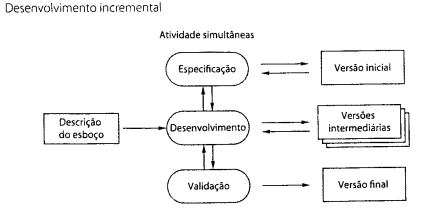 Desenvolvimento incremental
Atividade simultâneas
Especificação
Versão inicial
Descrição
do esboço
Desenvolvimento
Versões
intermediárias
Validação
Versão final